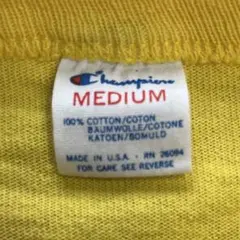 Champion
MEDIUM
100% COTTON/COTON
BAUMWOLLE/COTONE
KATOEN/BOMULD
MADE IN U.S.A. - RN 26094
FOR CARE SEE REVERSE